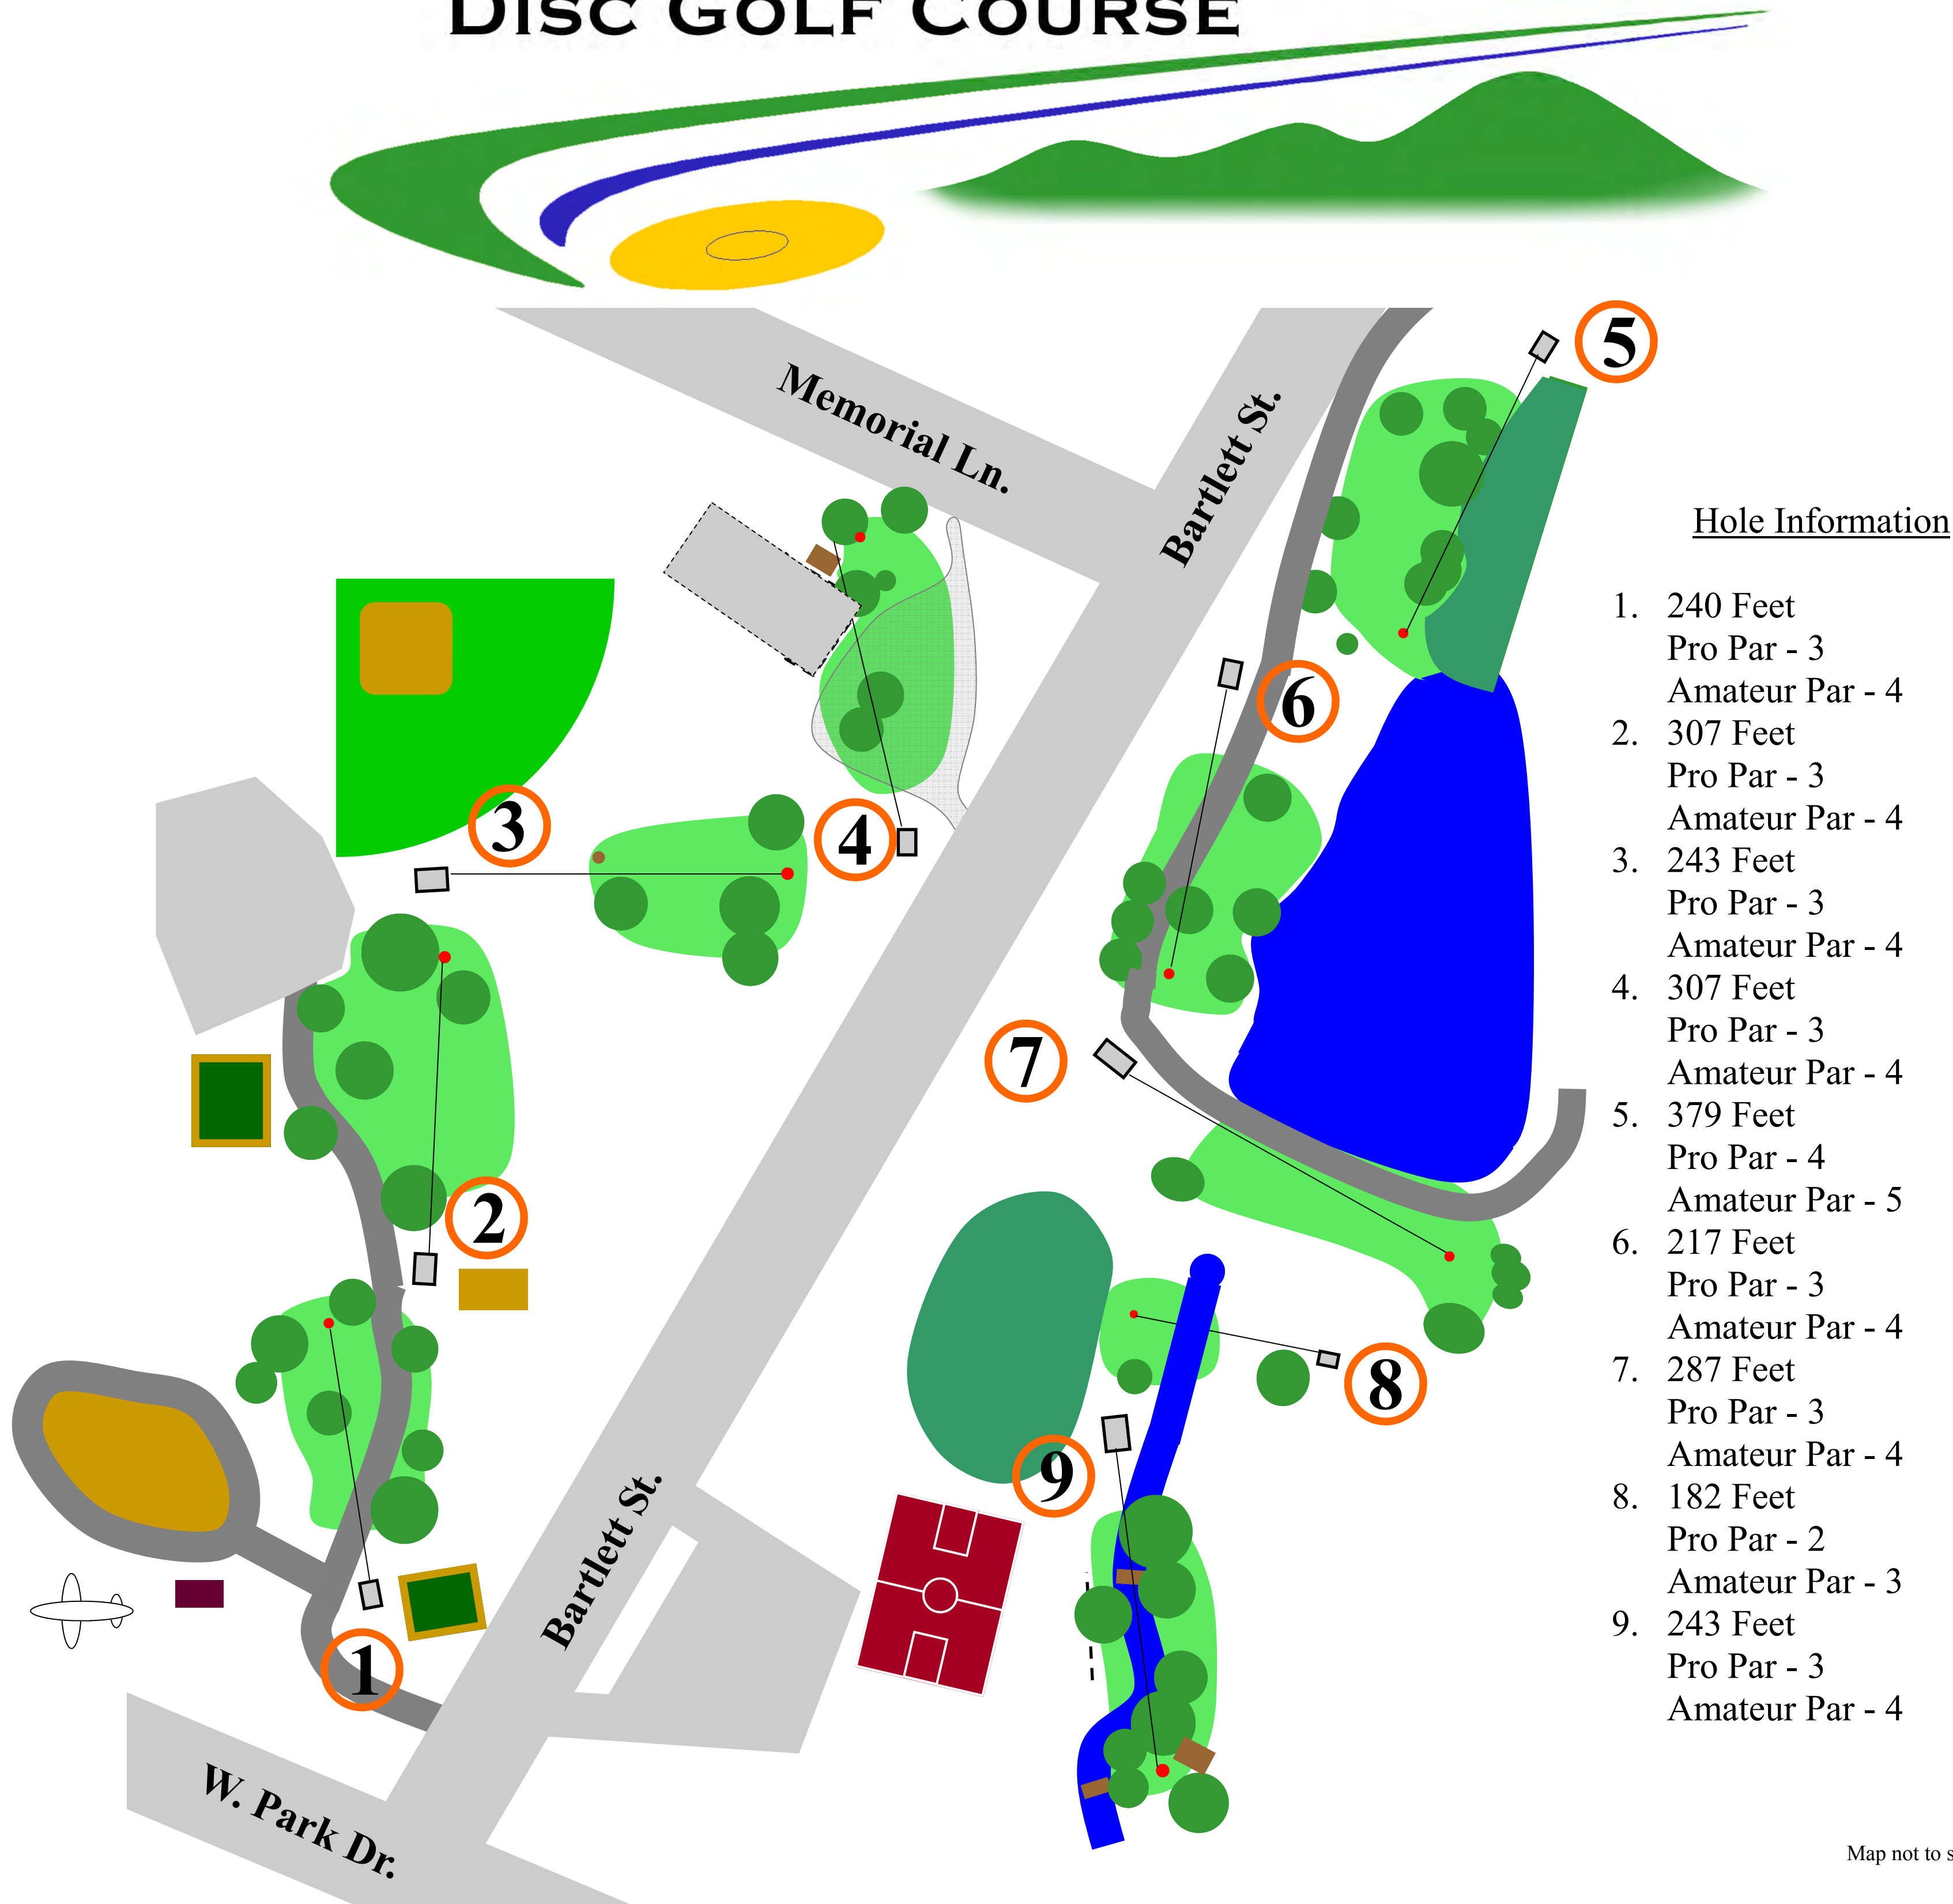 DISC GOLF COURSE
Memorial Ln.
Bartlett St.
5
Hole Information
1. 240 Feet
Pro Par - 3
Amateur Par - 4
2. 307 Feet
Pro Par - 3
Amateur Par - 4
3. 243 Feet
Pro Par - 3
Amateur Par - 4
4. 307 Feet
Pro Par - 3
Amateur Par - 4
5. 379 Feet
Pro Par - 4
Amateur Par - 5
6. 217 Feet
Pro Par - 3
Amateur Par - 4
7. 287 Feet
Pro Par - 3
Amateur Par - 4
8. 182 Feet
Pro Par - 2
Amateur Par - 3
9. 243 Feet
Pro Par - 3
Amateur Par - 4
6
3
4
7
2
8
9
Bartlett St.
1
W. Park Dr.
Map not to s